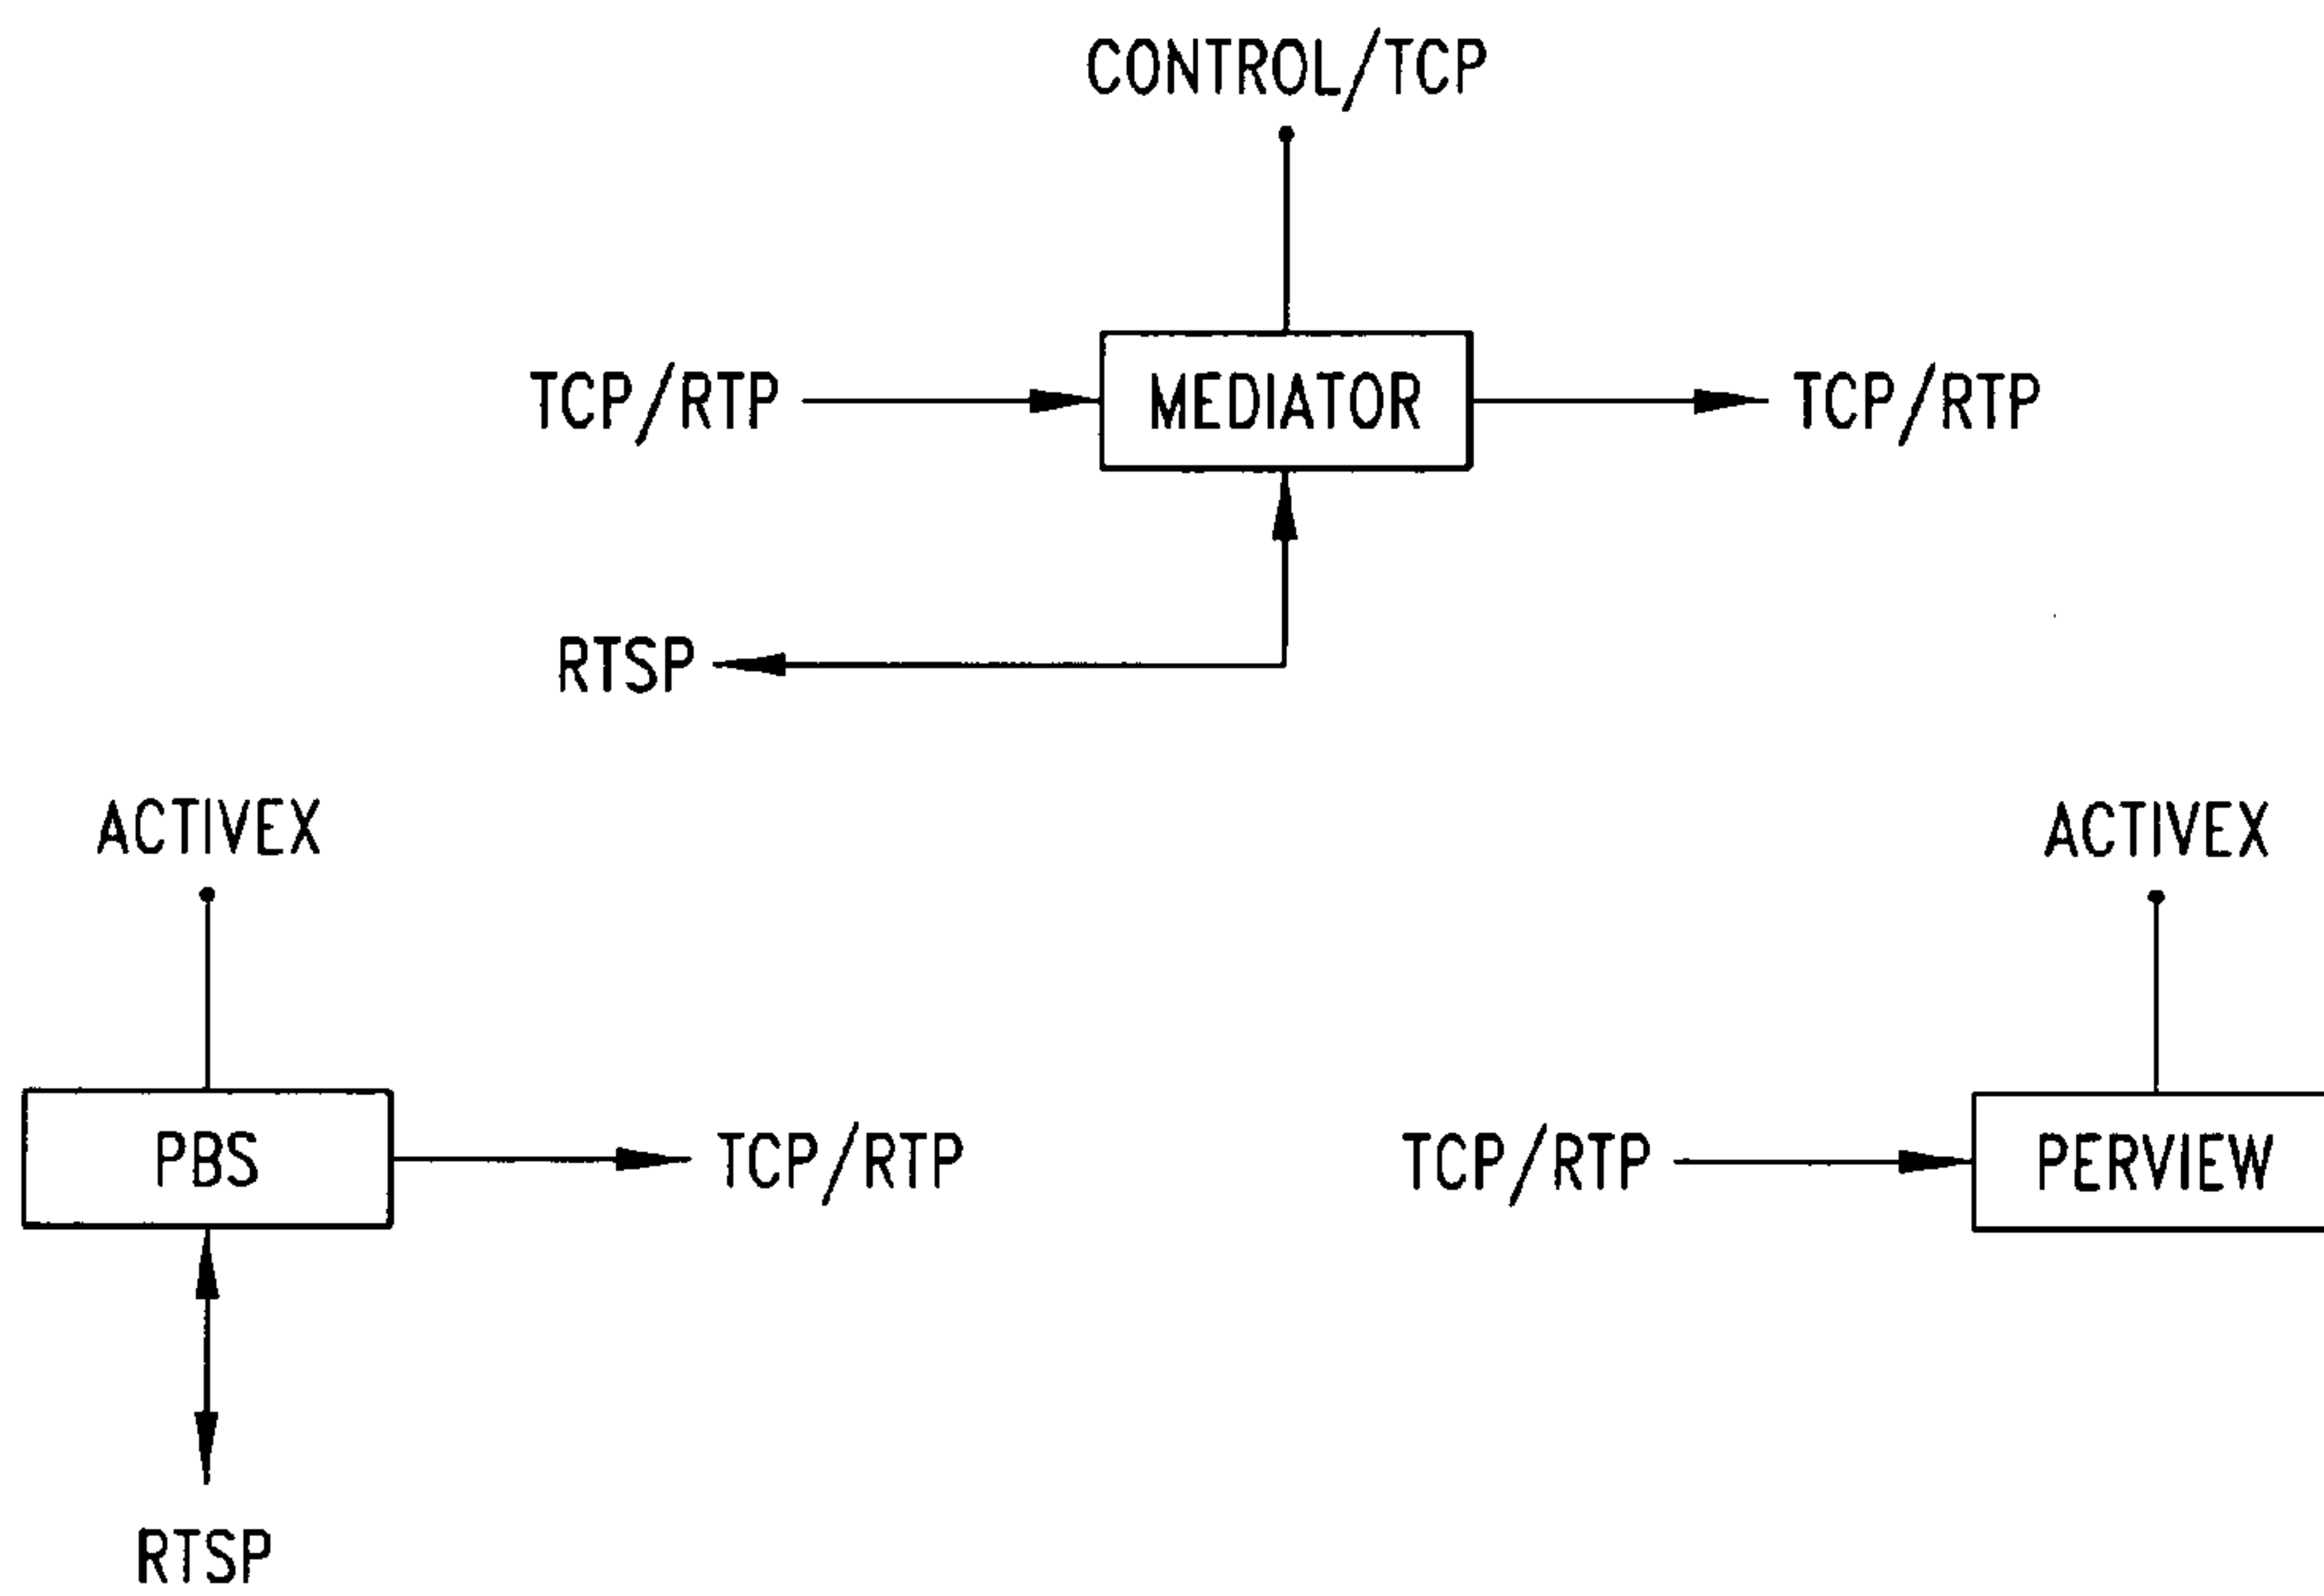 CONTROL/TCP
TCP/RTP
MEDIATOR
TCP/RTP
RTSP
ACTIVEX
ACTIVEX
PBS
TCP/RTP
TCP/RTP
PERVIEW
RTSP